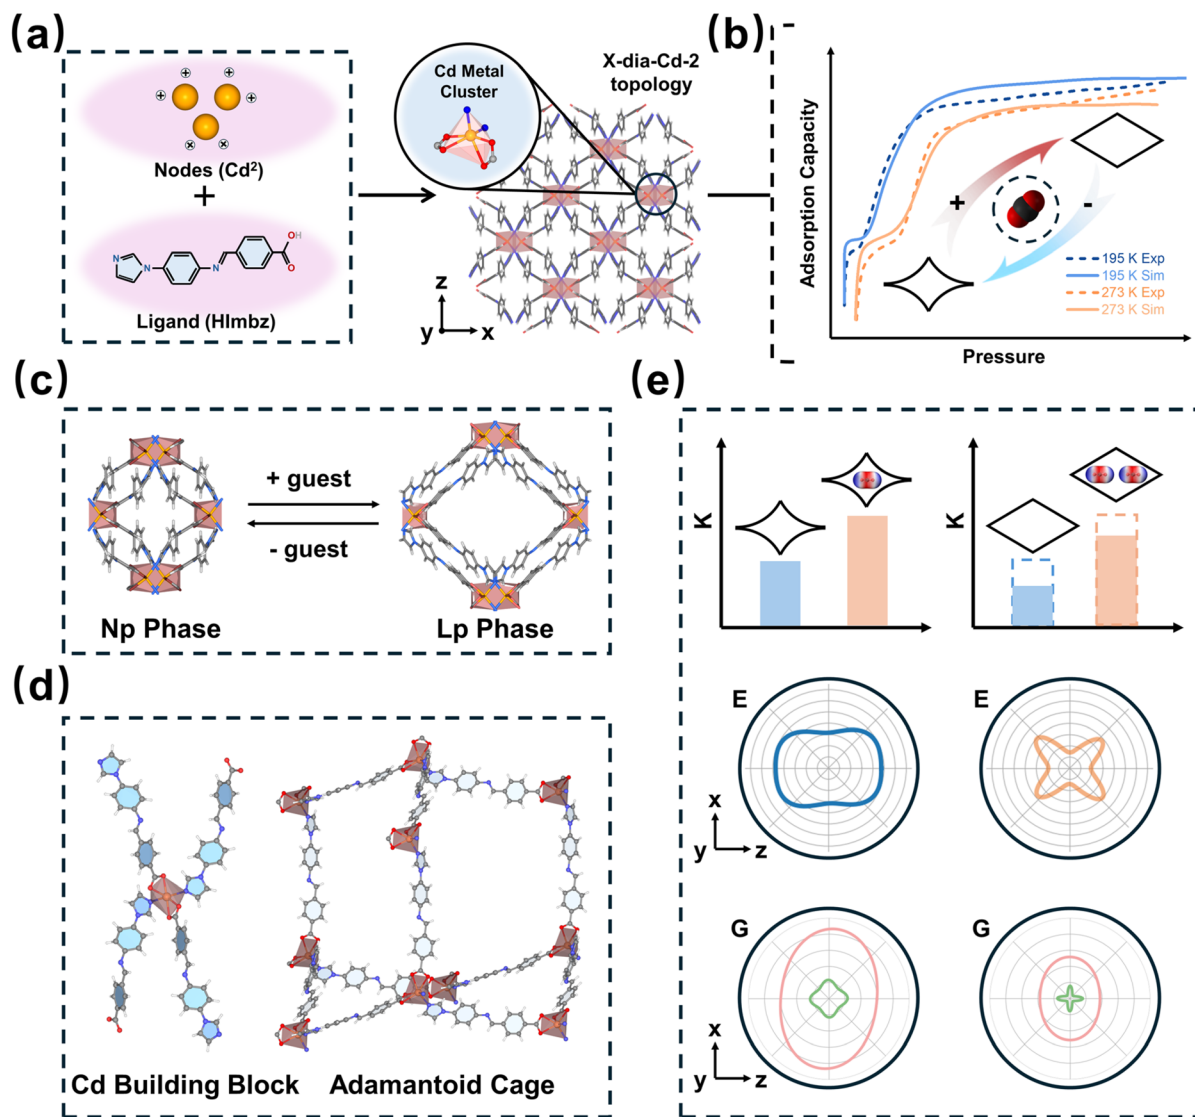 (a)
Nodes (Cd²)
+
N
N
N
OH
O
Ligand (HImbz)
Cd Metal
Cluster
X-dia-Cd-2
topology
z
y
x
(b)
Adsorption Capacity
+
-
195 K Exp
195 K Sim
273 K Exp
273 K Sim
Pressure
(c)
+ guest
- guest
Np Phase
Lp Phase
(d)
Cd Building Block
Adamantoid Cage
(e)
K
K
E
E
x
y
z
G
G
x
y
z